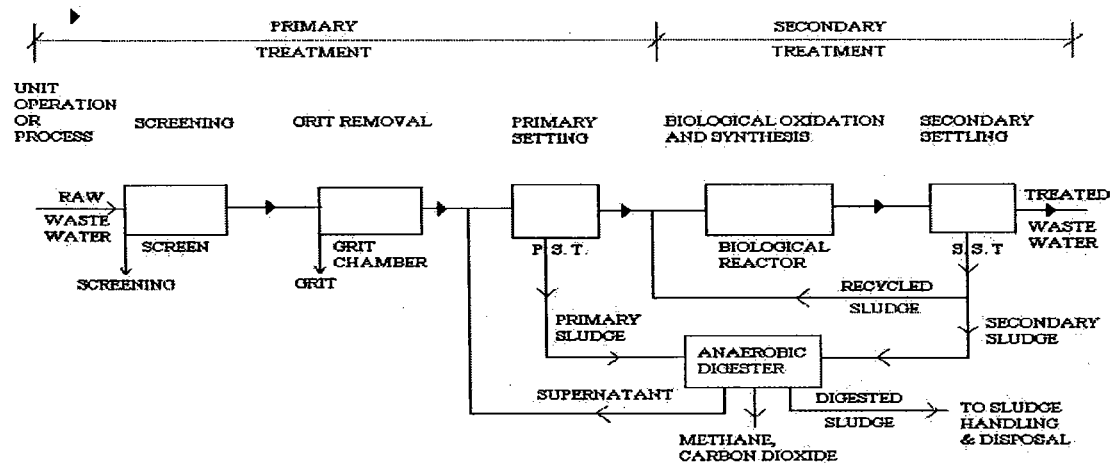 PRIMARY
TREATMENT
SECONDARY
TREATMENT
UNIT
OPERATION
OR
PROCESS
SCREENING
GRIT REMOVAL
PRIMARY
SETTING
BIOLOGICAL OXIDATION
AND SYNTHESIS
SECONDARY
SETTLING
RAW
WASTE
WATER
SCREEN
SCREENING
GRIT
CHAMBER
GRIT
P.S.T.
BIOLOGICAL
REACTOR
S.S.T
TREATED
WASTE
WATER
RECYCLED
SLUDGE
PRIMARY
SLUDGE
SECONDARY
SLUDGE
ANAEROBIC
DIGESTER
SUPERNATANT
DIGESTED
SLUDGE
METHANE,
CARBON DIOXIDE
TO SLUDGE
HANDLING
& DISPOSAL